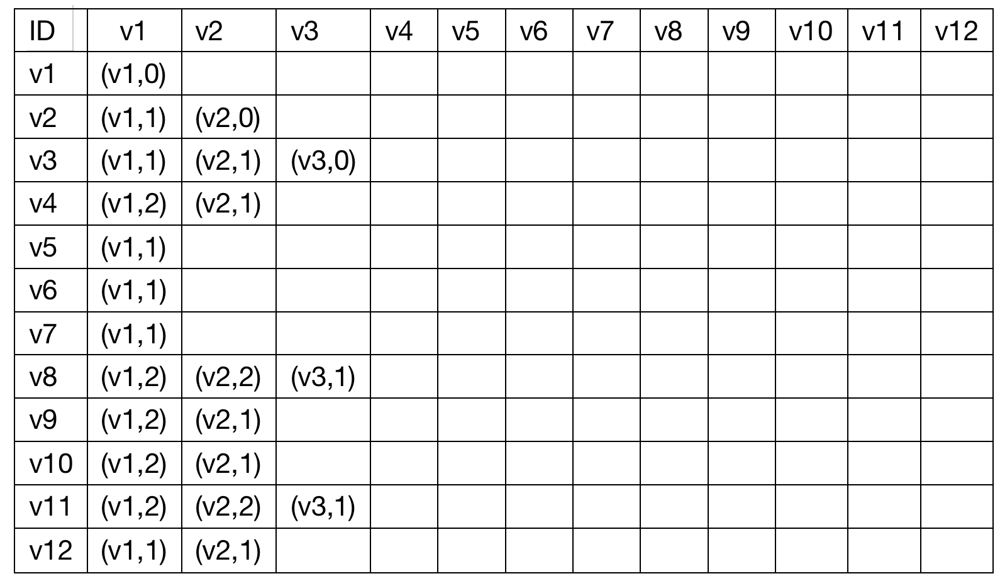 ID v1 v2 v3 v4 v5 v6 v7 v8 v9 v10 v11 v12
v1 (v1,0)
v2 (v1,1) (v2,0)
v3 (v1,1) (v2,1) (v3,0)
v4 (v1,2) (v2,1)
v5 (v1,1)
v6 (v1,1)
v7 (v1,1)
v8 (v1,2) (v2,2) (v3,1)
v9 (v1,2) (v2,1)
v10 (v1,2) (v2,1)
v11 (v1,2) (v2,2) (v3,1)
v12 (v1,1) (v2,1)